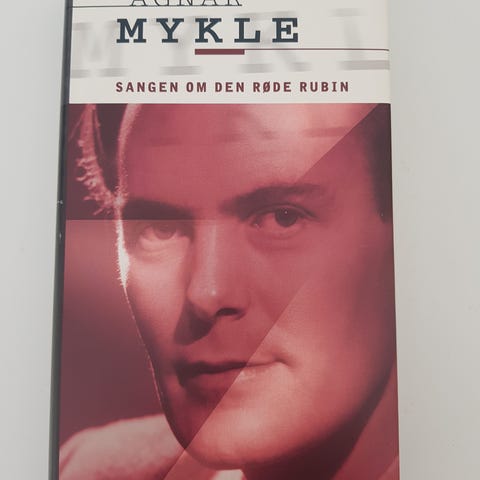 AGNAR
MYKLE
SANGEN OM DEN RØDE RUBIN